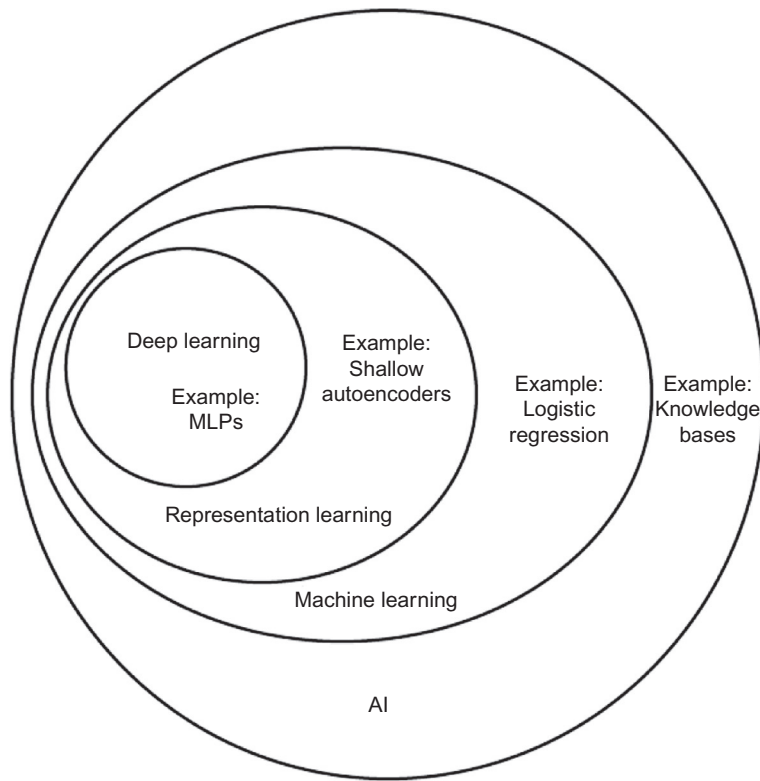 Deep learning
Example:
MLPs
Example:
Shallow
autoencoders
Example:
Logistic
regression
Example:
Knowledge
bases
Representation learning
Machine learning
AI